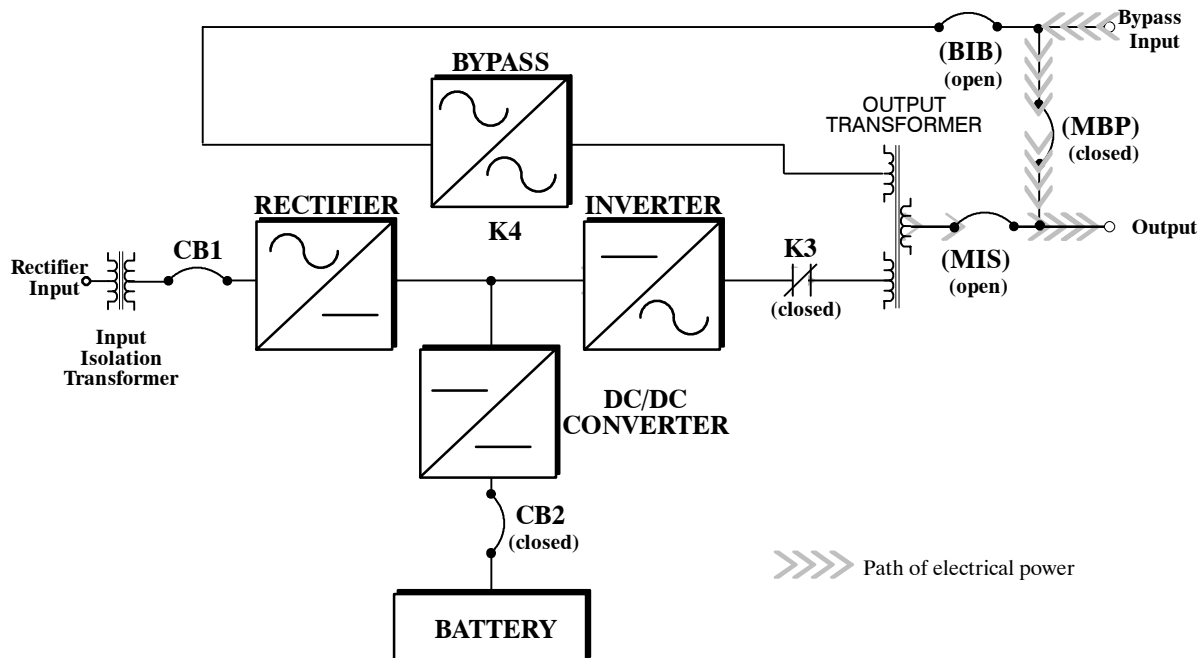 Bypass
Input
(BIB)
(open)
BYPASS
OUTPUT
TRANSFORMER
(MBP)
(closed)
RECTIFIER
K4
INVERTER
Output
CB1
K3
(MIS)
(open)
Rectifier
Input
(closed)
Input
Isolation
Transformer
DC/DC
CONVERTER
CB2
(closed)
Path of electrical power
BATTERY